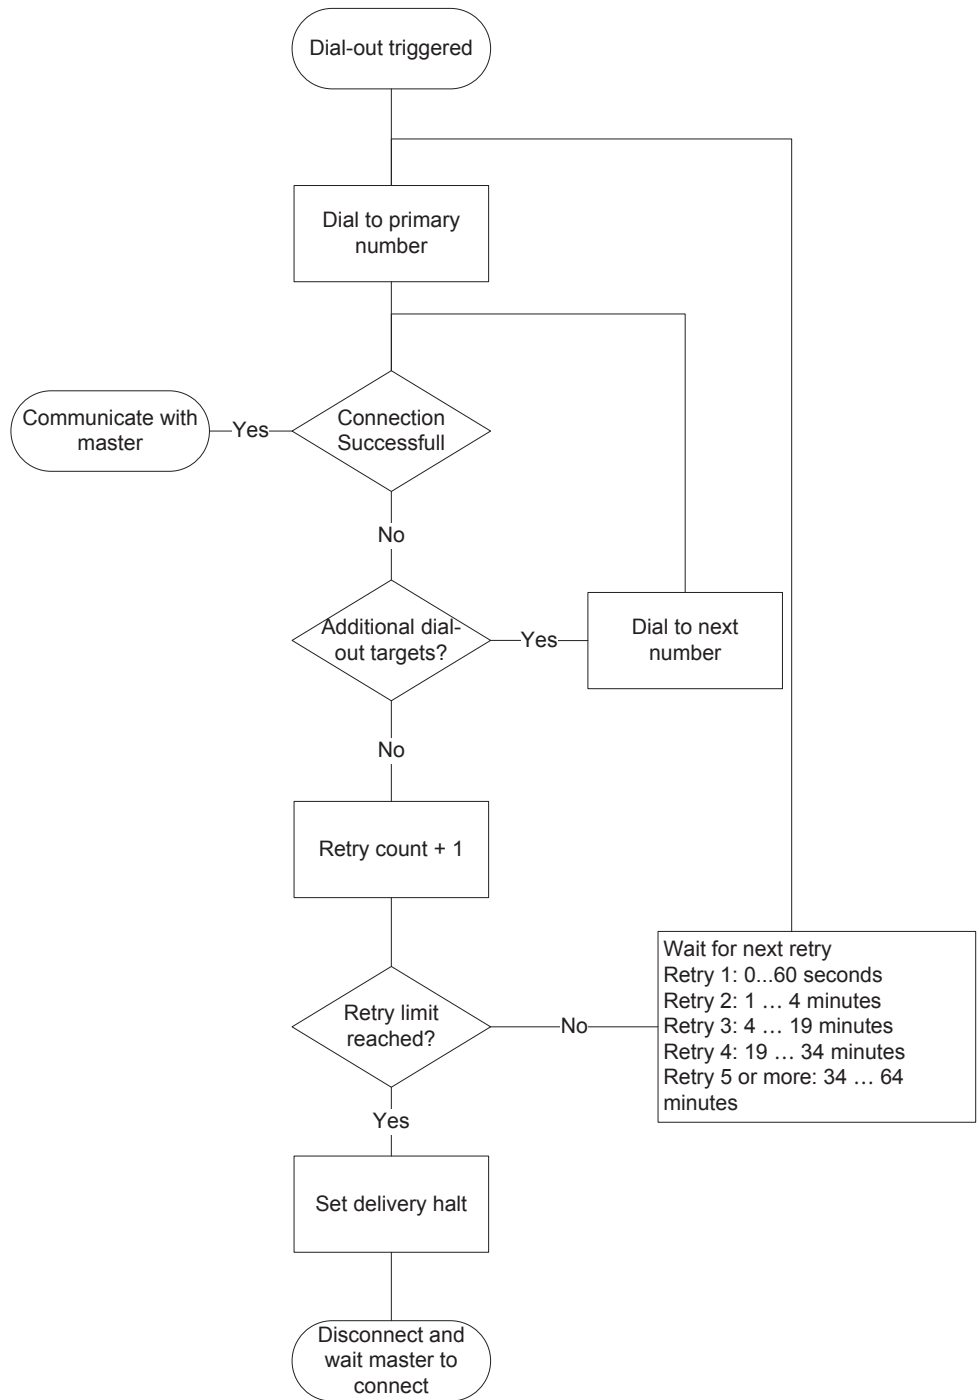 Dial-out triggered
Dial to primary
number
Communicate with
master
Yes
Connection
Successfull
No
Additional dial-
out targets?
Yes
Dial to next
number
No
Retry count + 1
Retry limit
reached?
No
Wait for next retry
Retry 1: 0...60 seconds
Retry 2: 1 … 4 minutes
Retry 3: 4 … 19 minutes
Retry 4: 19 … 34 minutes
Retry 5 or more: 34 … 64
minutes
Yes
Set delivery halt
Disconnect and
wait master to
connect